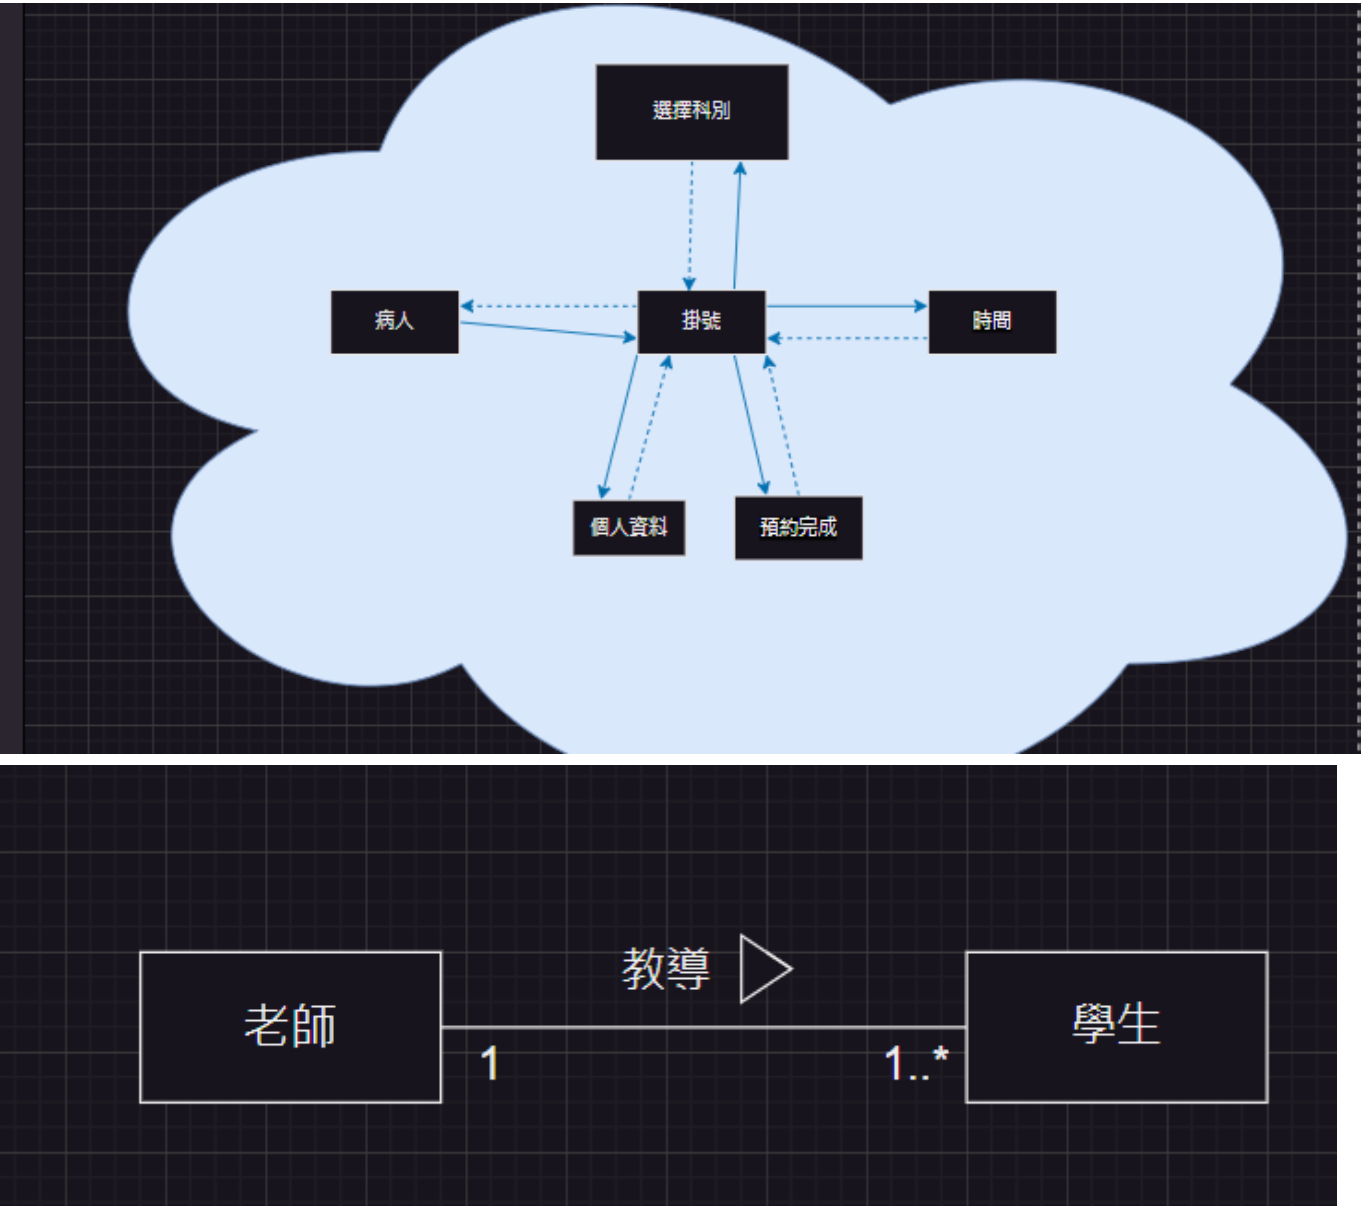 選擇科別
病人
掛號
時間
個人資料
預約完成
教導
老師
學生
1
1..*